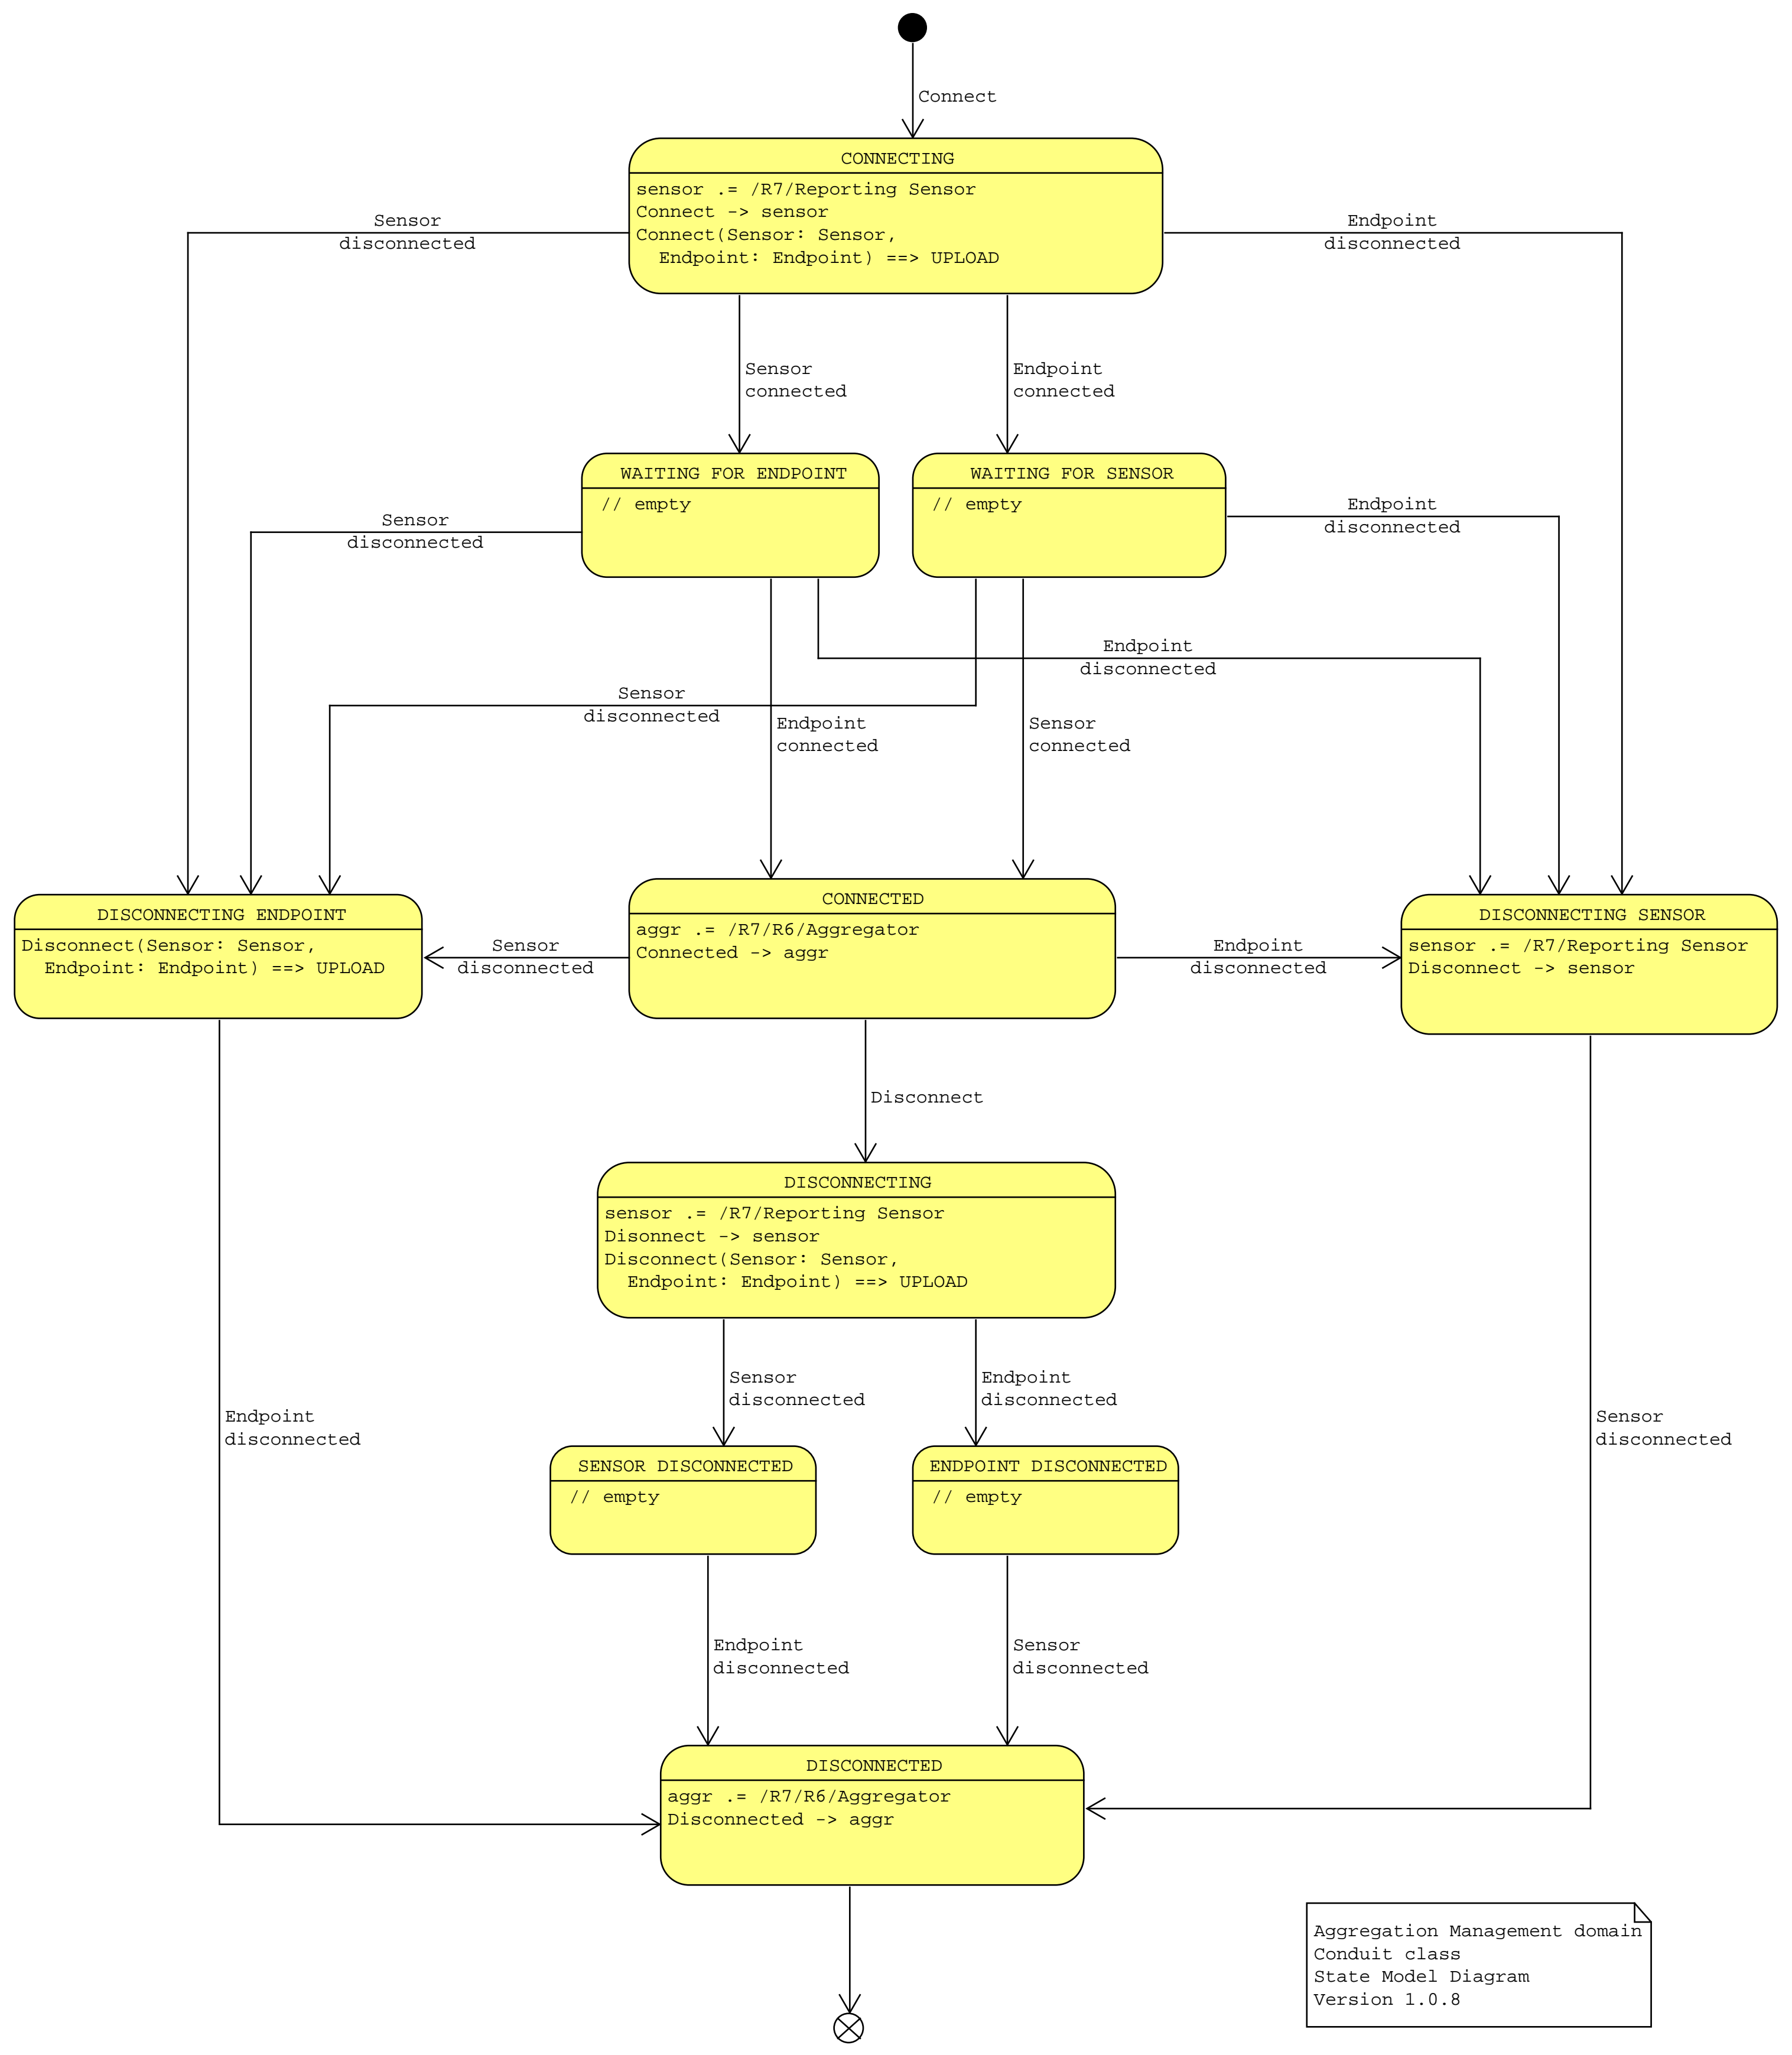 Connect
CONNECTING
sensor .= /R7/Reporting Sensor
Connect -> sensor
Connect(Sensor: Sensor,
Endpoint: Endpoint) ==> UPLOAD
Sensor
disconnected
Endpoint
disconnected
Sensor
connected
Endpoint
connected
WAITING FOR ENDPOINT
// empty
WAITING FOR SENSOR
// empty
Sensor
disconnected
Endpoint
disconnected
Endpoint
disconnected
Sensor
disconnected
Endpoint
connected
Sensor
connected
DISCONNECTING ENDPOINT
Disconnect(Sensor: Sensor,
Endpoint: Endpoint) ==> UPLOAD
Sensor
disconnected
CONNECTED
aggr .= /R7/R6/Aggregator
Connected -> aggr
Endpoint
disconnected
DISCONNECTING SENSOR
sensor .= /R7/Reporting Sensor
Disconnect -> sensor
Disconnect
DISCONNECTING
sensor .= /R7/Reporting Sensor
Disonnect -> sensor
Disconnect(Sensor: Sensor,
Endpoint: Endpoint) ==> UPLOAD
Sensor
disconnected
Endpoint
disconnected
Endpoint
disconnected
Sensor
disconnected
SENSOR DISCONNECTED
// empty
ENDPOINT DISCONNECTED
// empty
Endpoint
disconnected
Sensor
disconnected
DISCONNECTED
aggr .= /R7/R6/Aggregator
Disconnected -> aggr
Aggregation Management domain
Conduit class
State Model Diagram
Version 1.0.8